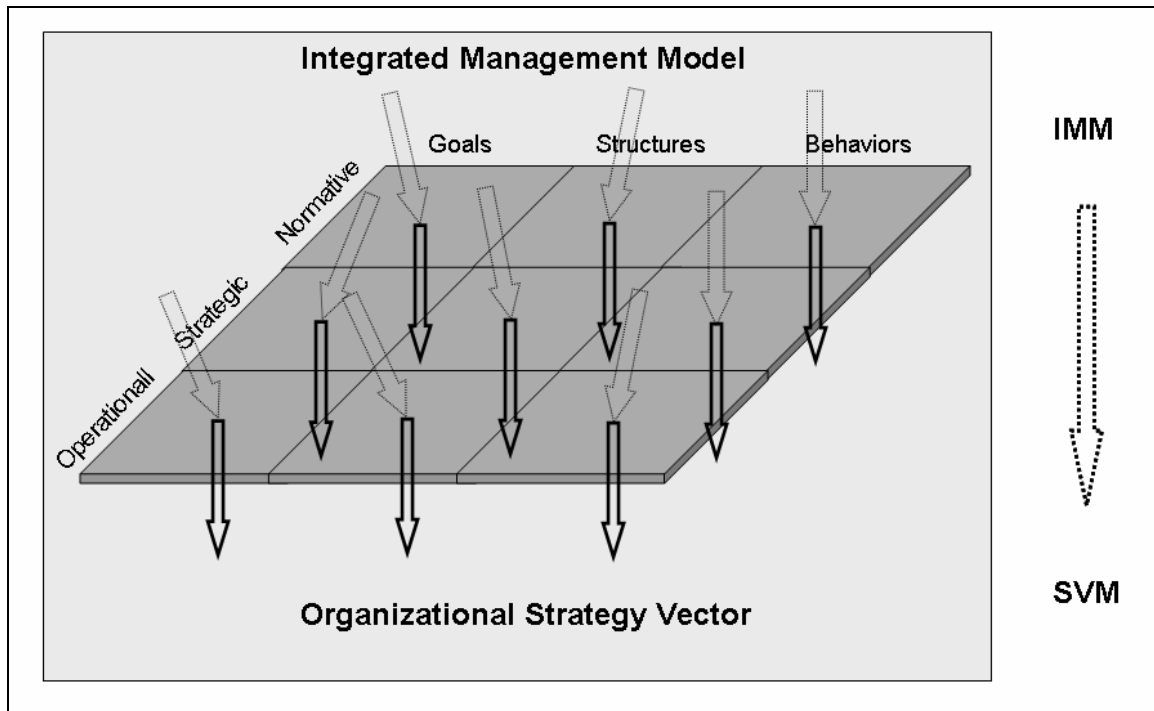 Integrated Management Model
IMM
Goals
Structures
Behaviors
Normative
Strategic
Operationall
Organizational Strategy Vector
SVM